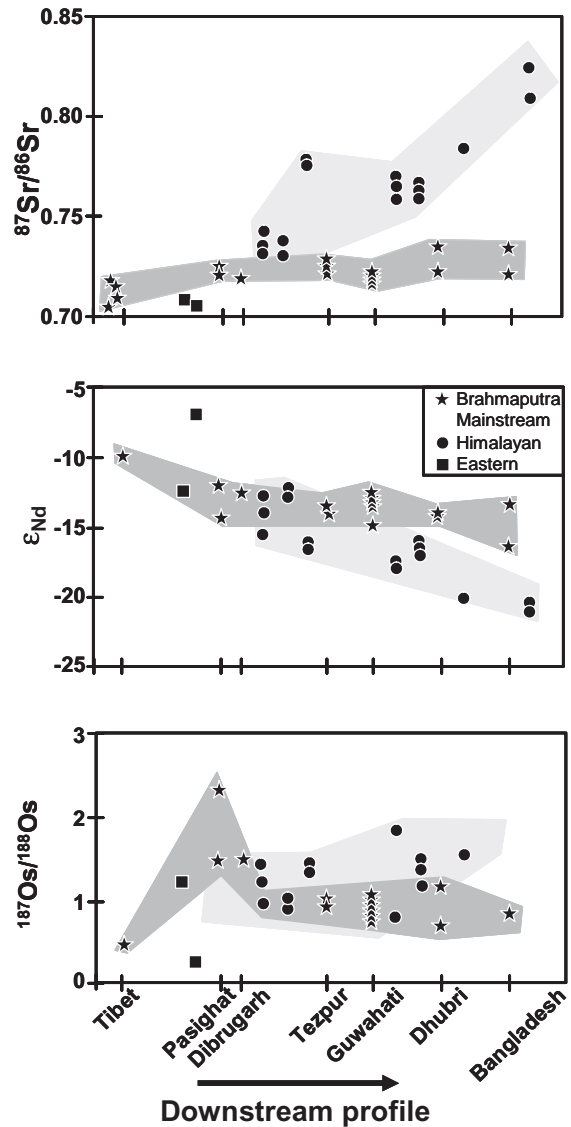 0.85
0.80
0.75
0.70
87Sr/86Sr
-5
-10
-15
-20
-25
εNd
Brahmaputra
Mainstream
Himalayan
Eastern
3
2
1
0
187Os/188Os
Tibet
Pasighat
Dibrugarh
Tezpur
Guwahati
Dhubri
Bangladesh
Downstream profile